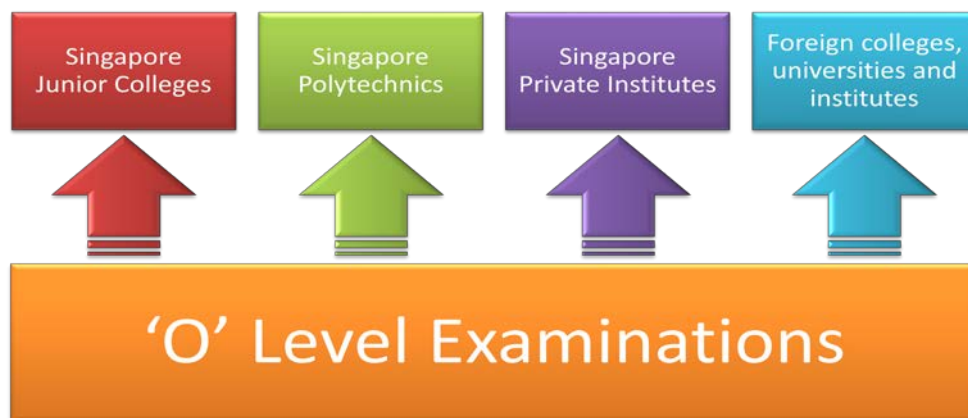 Singapore
Junior Colleges
Singapore
Polytechnics
Singapore
Private Institutes
Foreign colleges,
universities and
institutes
‘O’ Level Examinations